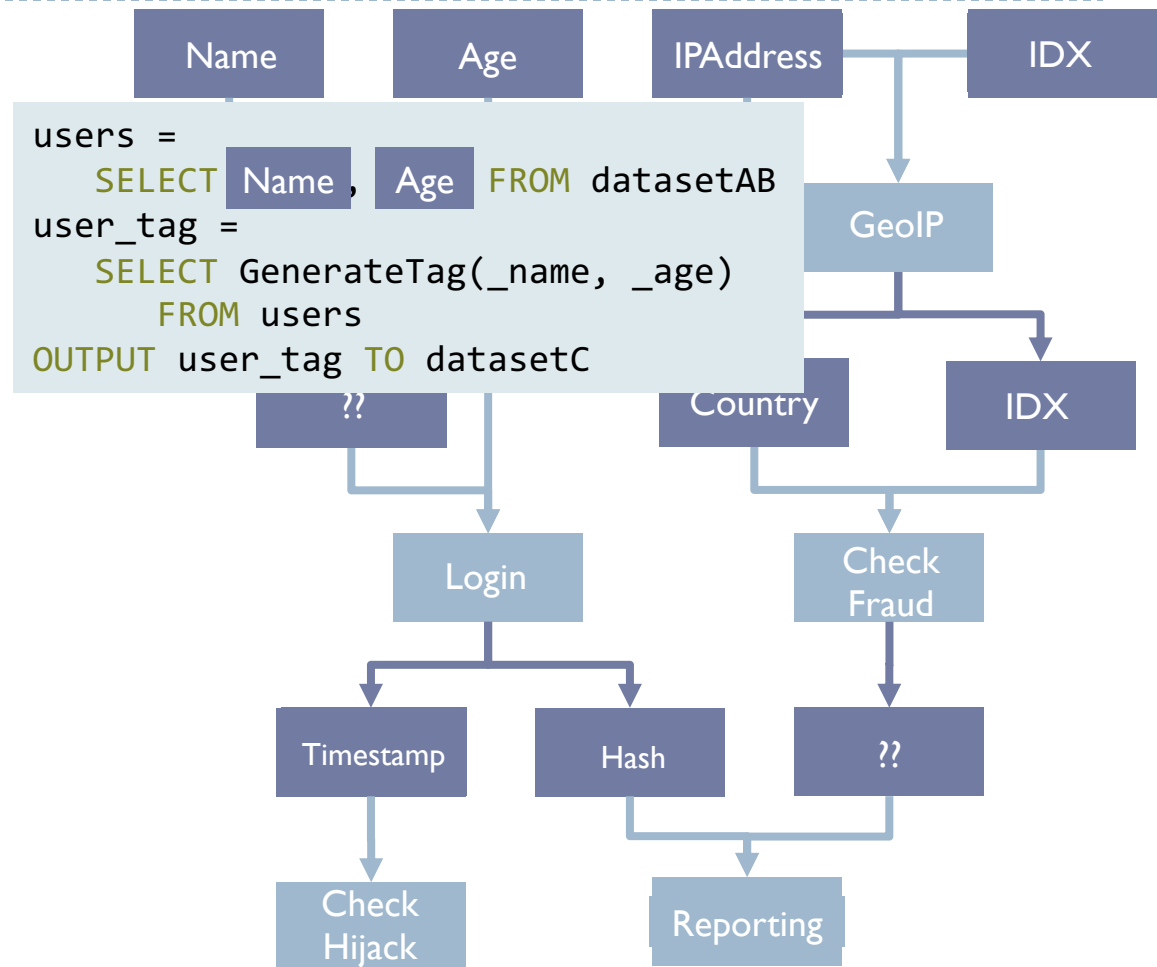 Name
Age
IPAddress
IDX
users =
SELECT Name, Age FROM datasetAB
user_tag =
SELECT GenerateTag(_name, _age)
FROM users
OUTPUT user_tag TO datasetC
GeoIP
??
Country
IDX
Login
Check
Fraud
Timestamp
Hash
??
Check
Hijack
Reporting